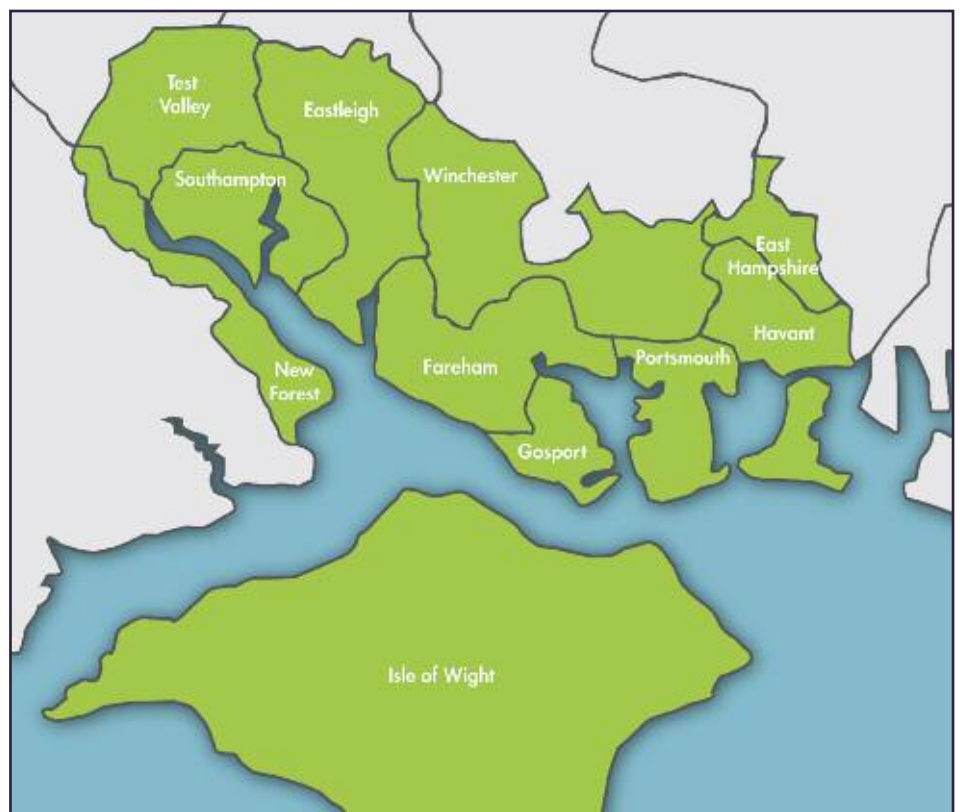 Test
Valley
Eastleigh
Southampton
Winchester
East
Hampshire
Havant
Portsmouth
Fareham
New
Forest
Gosport
Isle of Wight